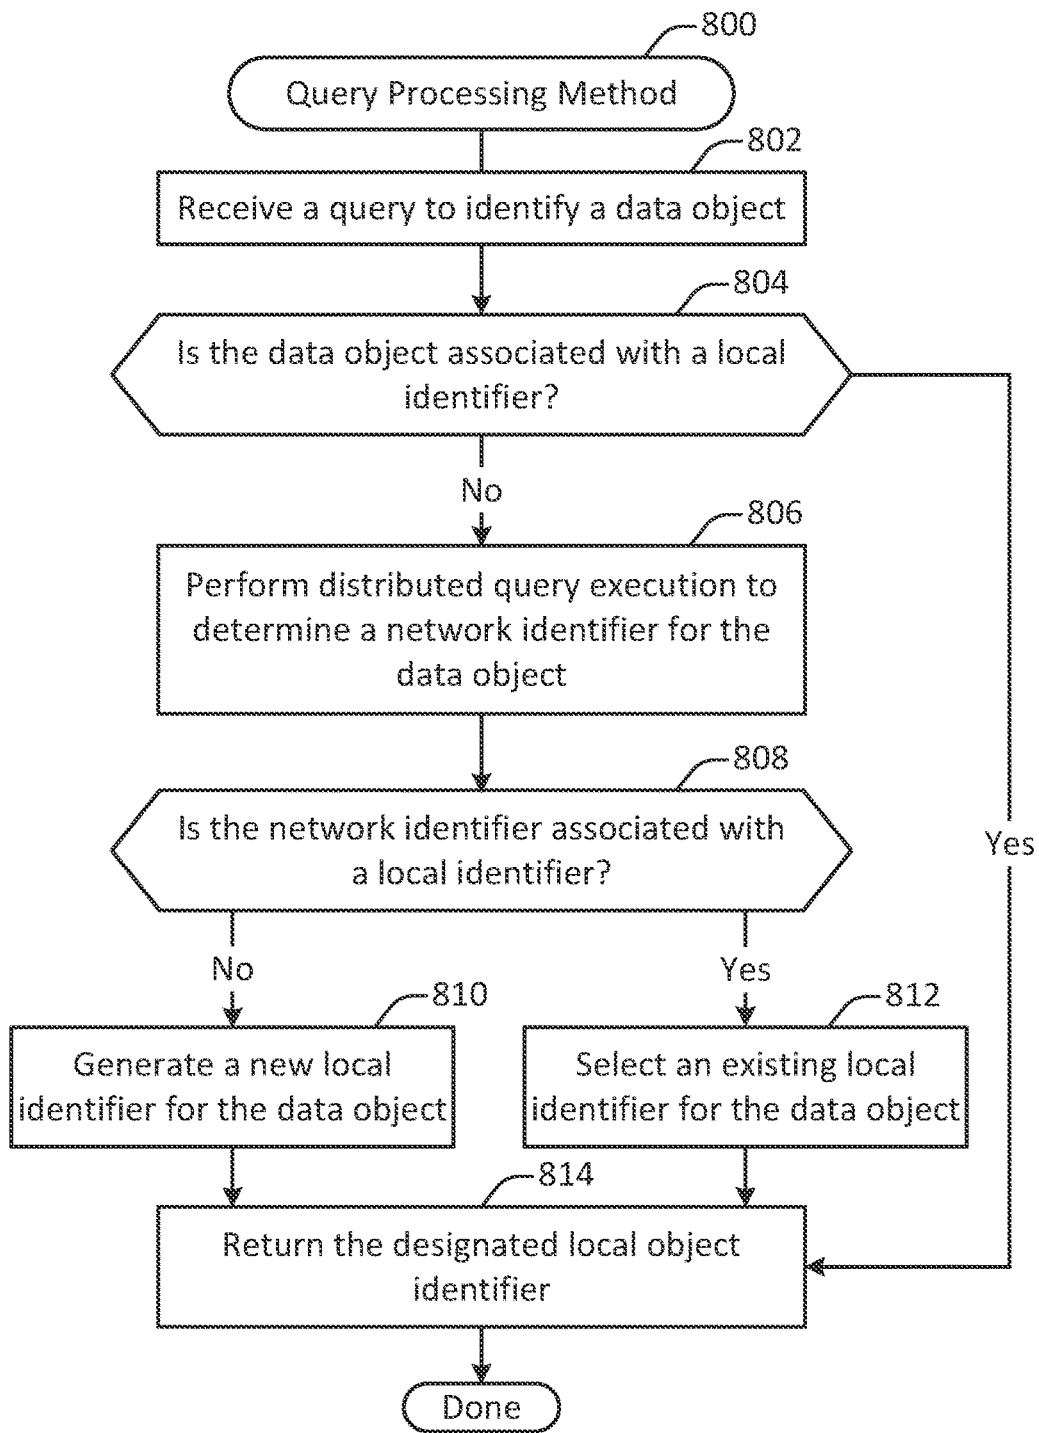 800
Query Processing Method
802
Receive a query to identify a data object
804
Is the data object associated with a local
identifier?
No
806
Perform distributed query execution to
determine a network identifier for the
data object
808
Is the network identifier associated with
a local identifier?
Yes
No
Yes
810
812
Generate a new local
identifier for the data object
Select an existing local
identifier for the data object
814
Return the designated local object
identifier
Done